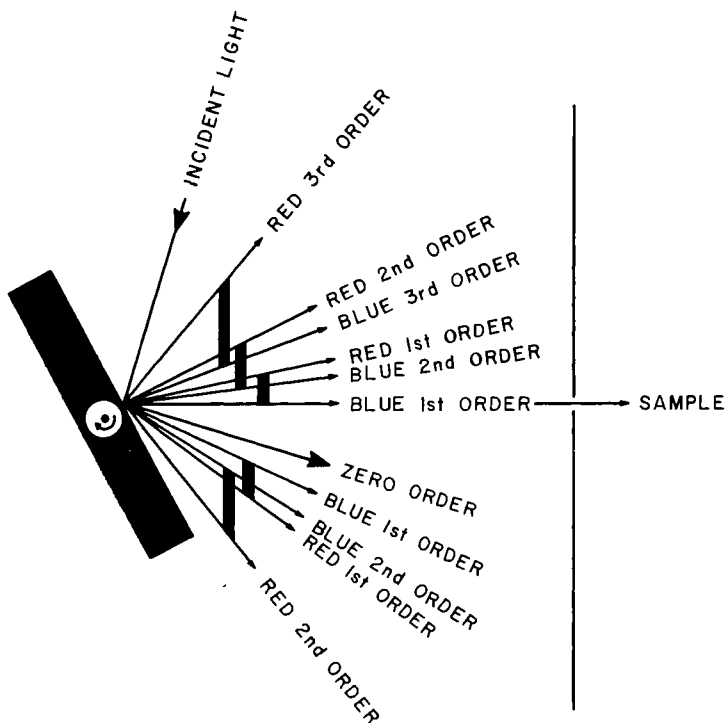 INCIDENT LIGHT
RED 3rd ORDER
RED 2nd ORDER
BLUE 3rd ORDER
RED 1st ORDER
BLUE 2nd ORDER
BLUE 1st ORDER
SAMPLE
ZERO ORDER
BLUE 1st ORDER
BLUE 2nd ORDER
RED 1st ORDER
RED 2nd ORDER